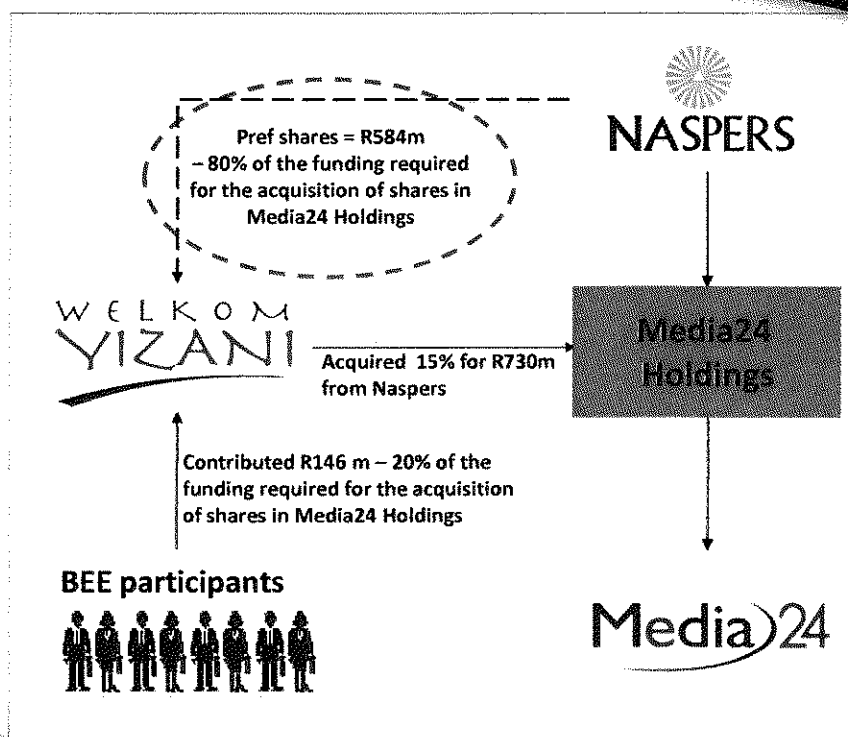 Pref shares = R584m
– 80% of the funding required
for the acquisition of shares in
Media24 Holdings
NASPERS
WELKOM
YIZANI
Acquired 15% for R730m
from Naspers
Media24
Holdings
Contributed R146 m – 20% of the
funding required for the acquisition
of shares in Media24 Holdings
BEE participants
Media24